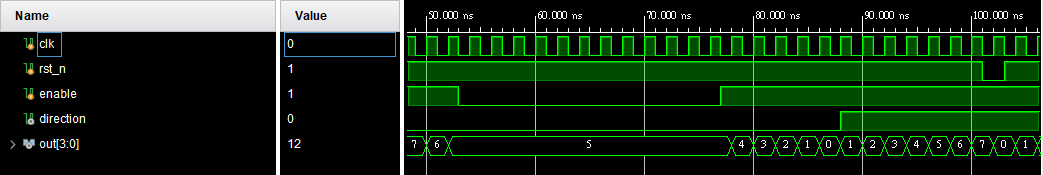 Name Value 50.000 ns 60.000 ns 70.000 ns 80.000 ns 90.000 ns 100.000 ns
clk 0
rst_n 1
enable 1
direction 0
out[3:0] 12 7 6 5 4 3 2 1 0 1 2 3 4 5 6 7 0 1